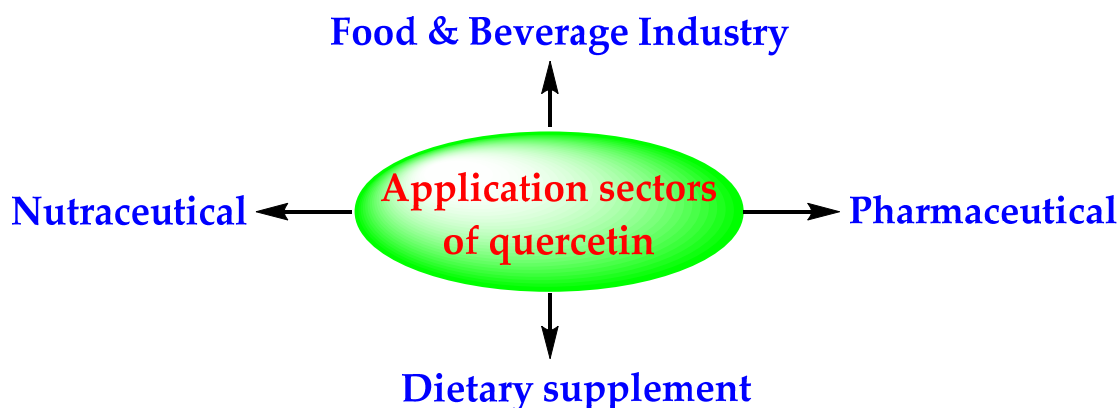 Food & Beverage Industry
Application sectors
of quercetin
Nutraceutical
Pharmaceutical
Dietary supplement